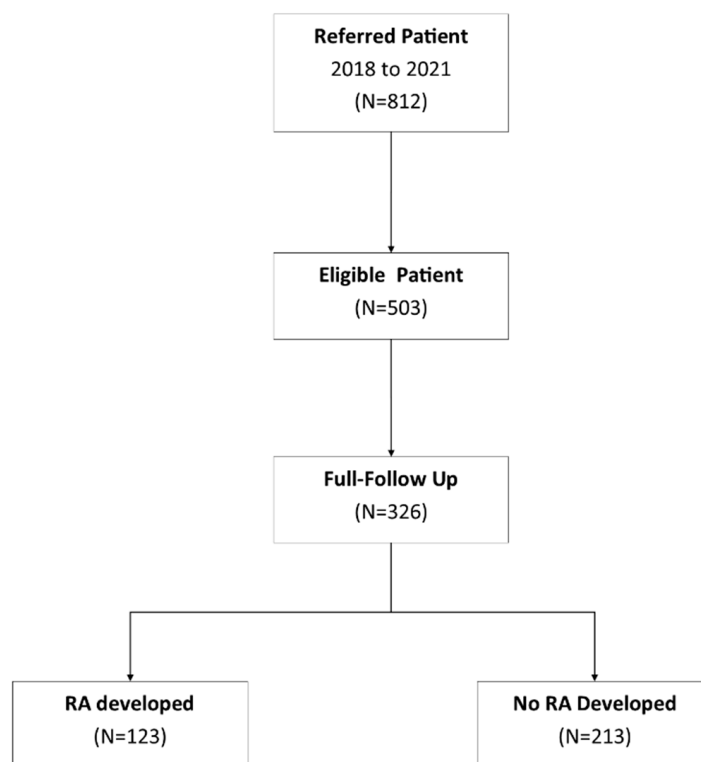 Referred Patient
2018 to 2021
(N=812)
Eligible Patient
(N=503)
Full-Follow Up
(N=326)
RA developed
(N=123)
No RA Developed
(N=213)